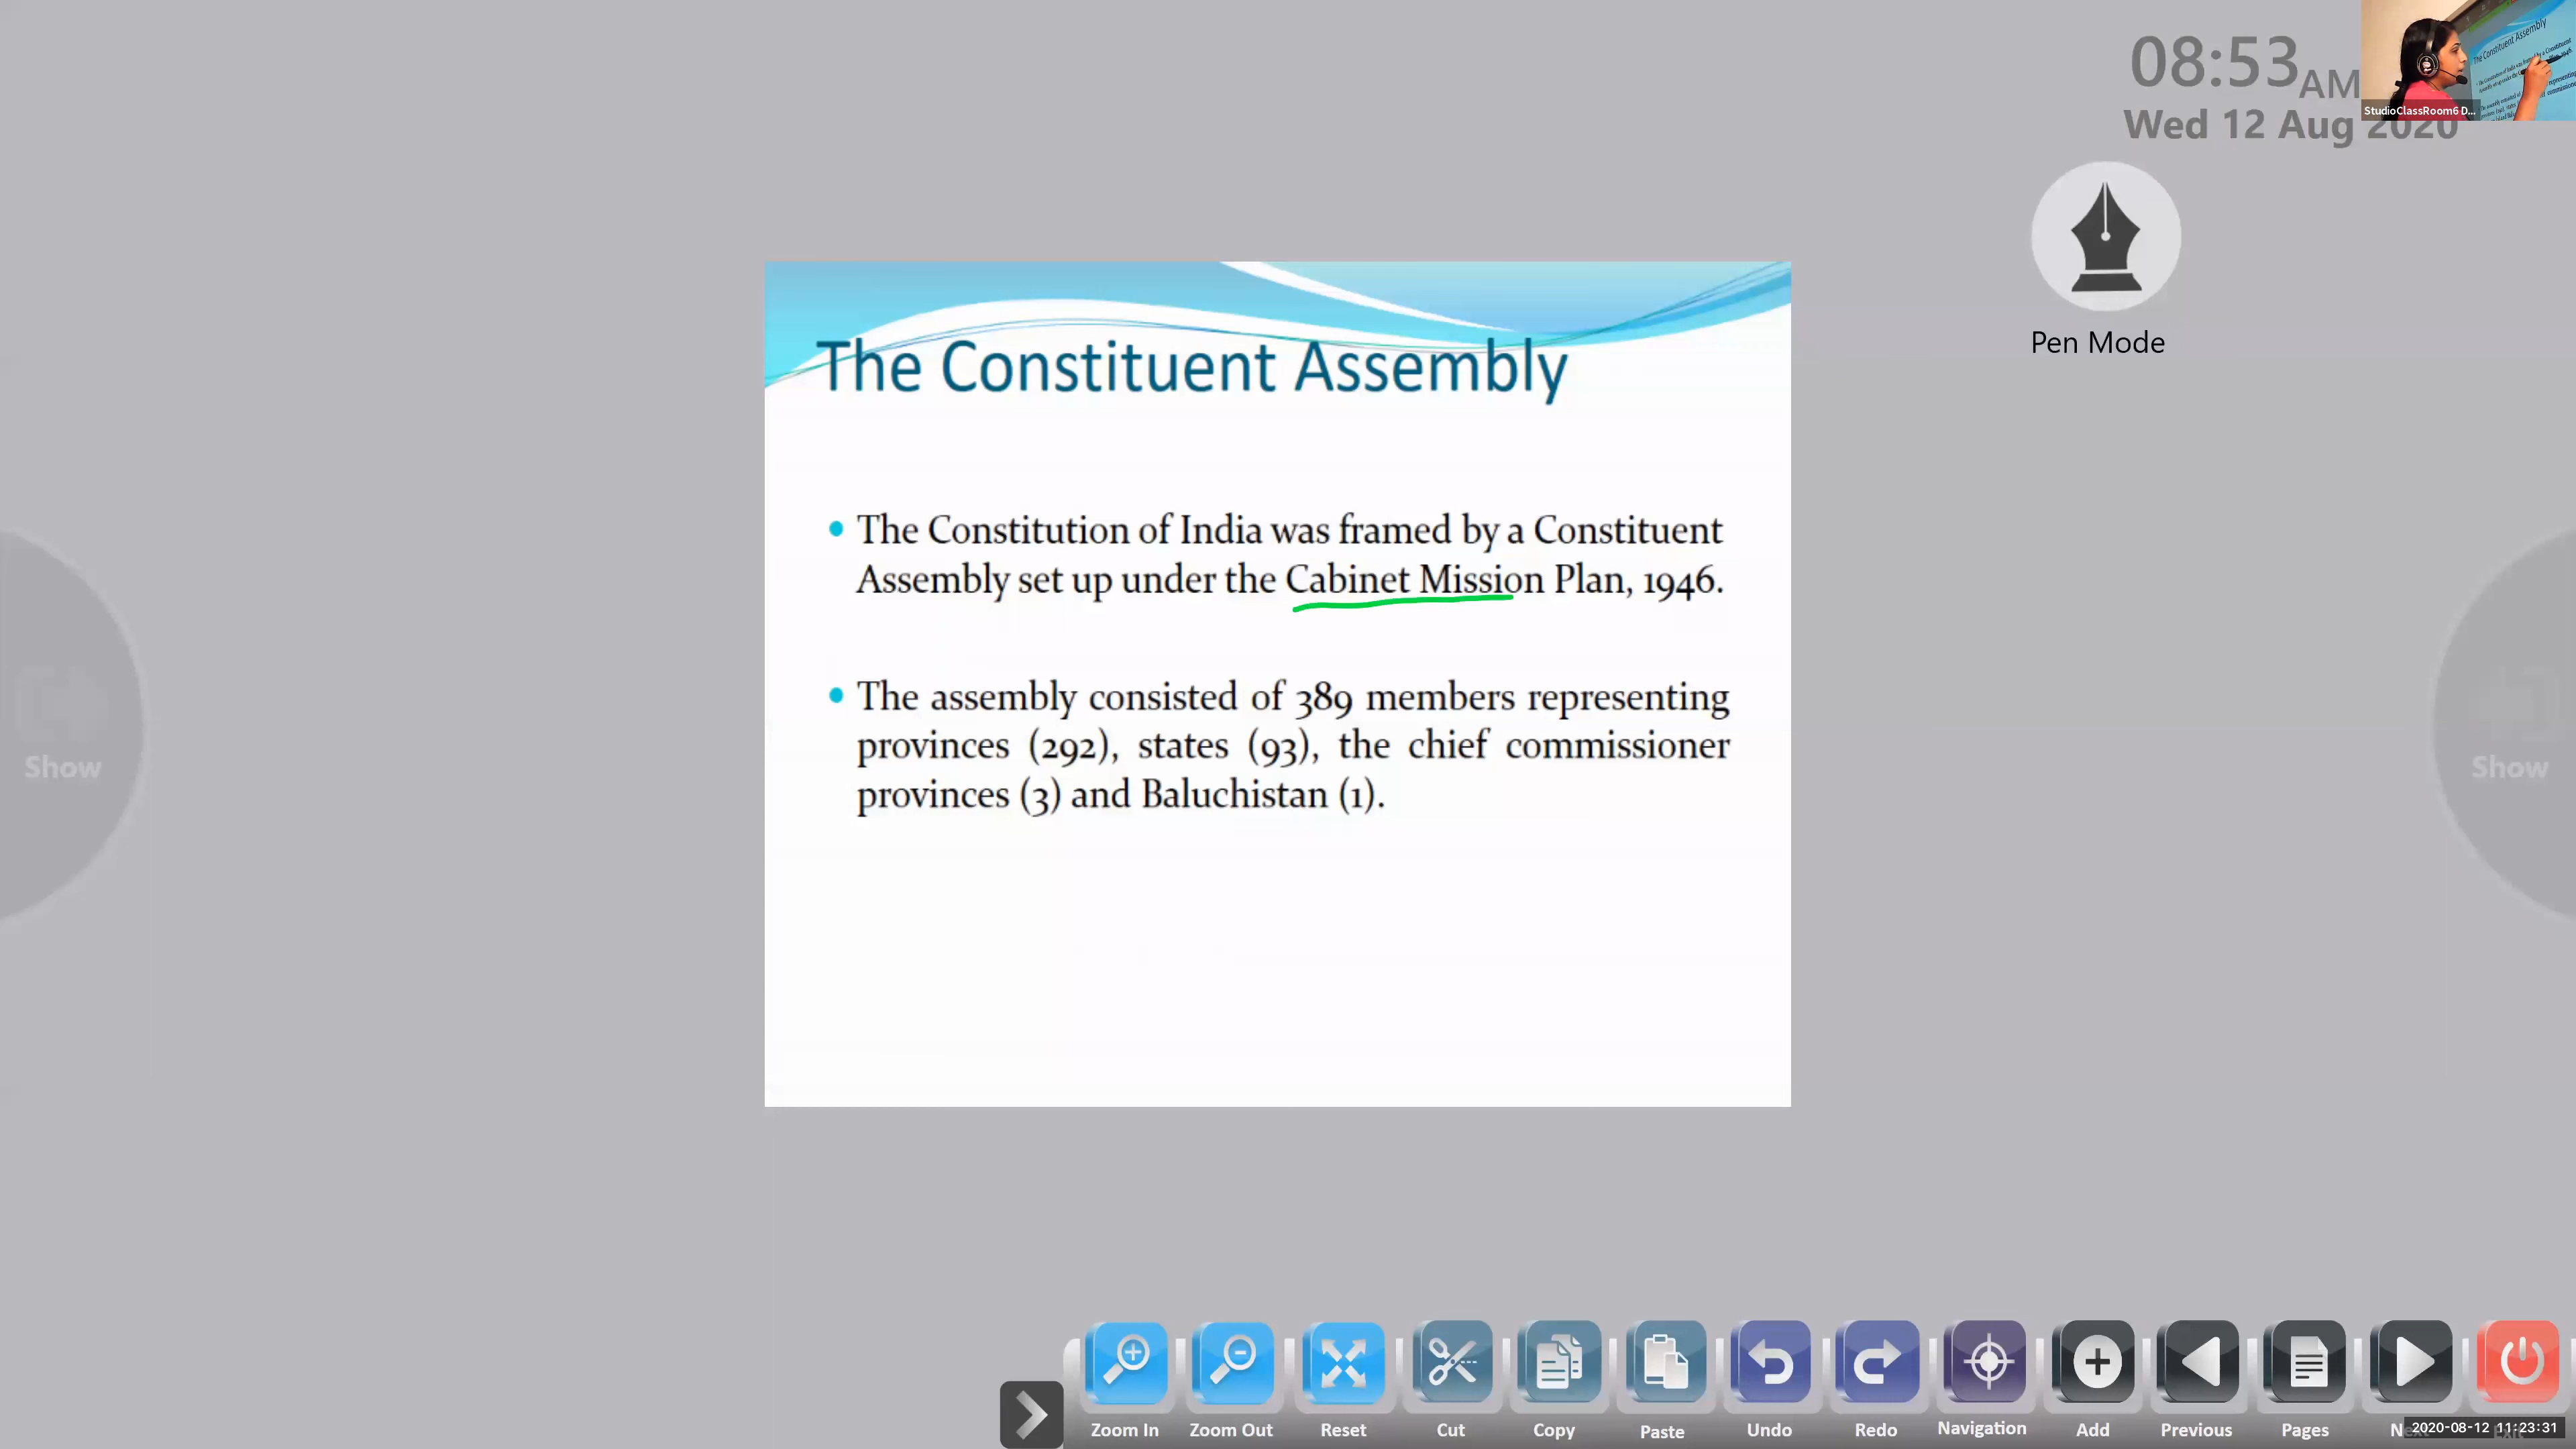 08:53 AM
Wed 12 Aug 2020
StudioClassRoom6 D...
The Constituent Assembly
Pen Mode
• The Constitution of India was framed by a Constituent
Assembly set up under the Cabinet Mission Plan, 1946.
• The assembly consisted of 389 members representing
provinces (292), states (93), the chief commissioner
provinces (3) and Baluchistan (1).
Show
Show
Zoom In
Zoom Out
Reset
Cut
Copy
Paste
Undo
Redo
Navigation
Add
Previous
Pages
2020-08-12 11:23:31